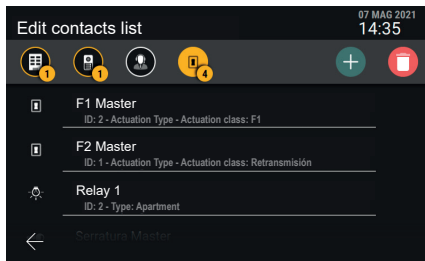 07 MAG 2021
Edit contacts list
14:35
1
1
4
F1 Master
ID: 2 - Actuation Type - Actuation class: F1
F2 Master
ID: 1 - Actuation Type - Actuation class: Retransmisión
Relay 1
ID: 2 - Type: Apartment
Serratura Master